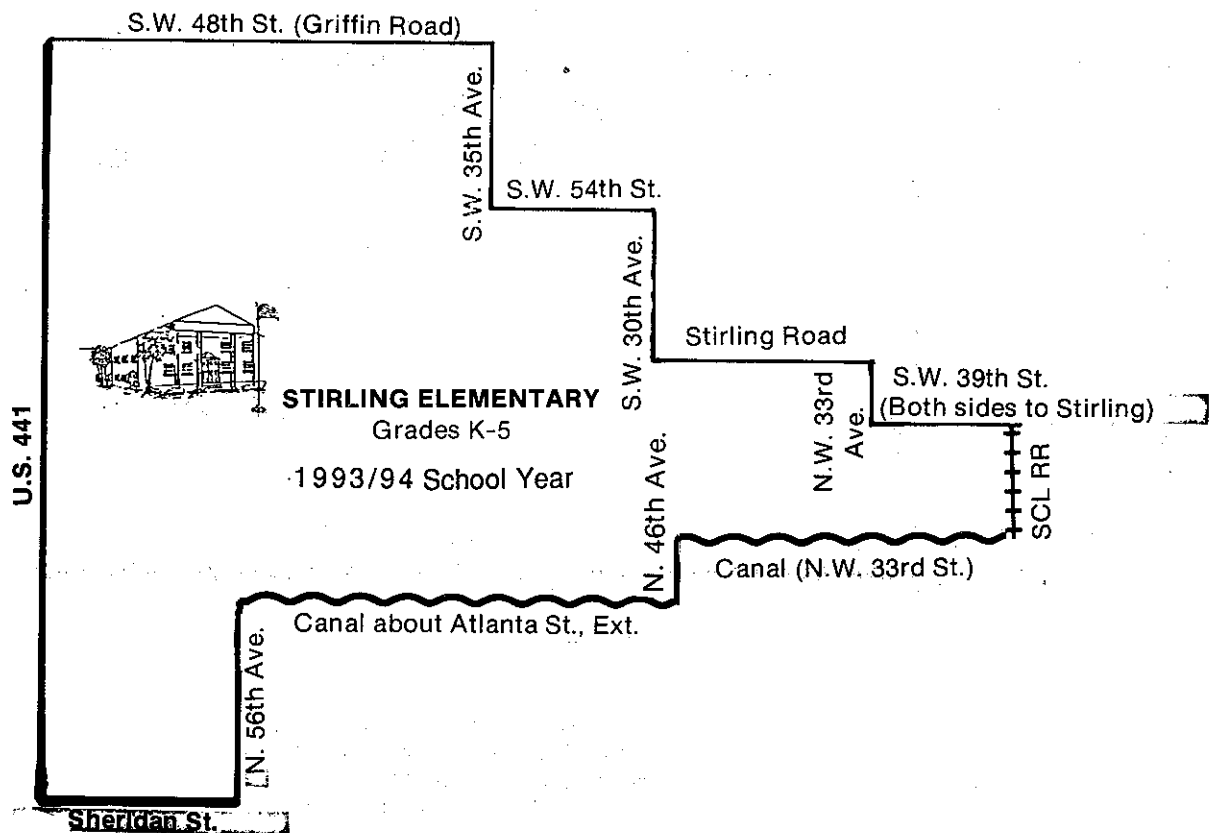 S.W. 48th St. (Griffin Road)
S.W. 35th Ave.
S.W. 54th St.
S.W. 30th Ave.
Stirling Road
N.W. 33rd
Ave.
S.W. 39th St.
(Both sides to Stirling)
U.S. 441
STIRLING ELEMENTARY
Grades K-5
1993/94 School Year
N. 46th Ave.
SCL RR
Canal (N.W. 33rd St.)
Canal about Atlanta St., Ext.
N. 56th Ave.
Sheridan St.